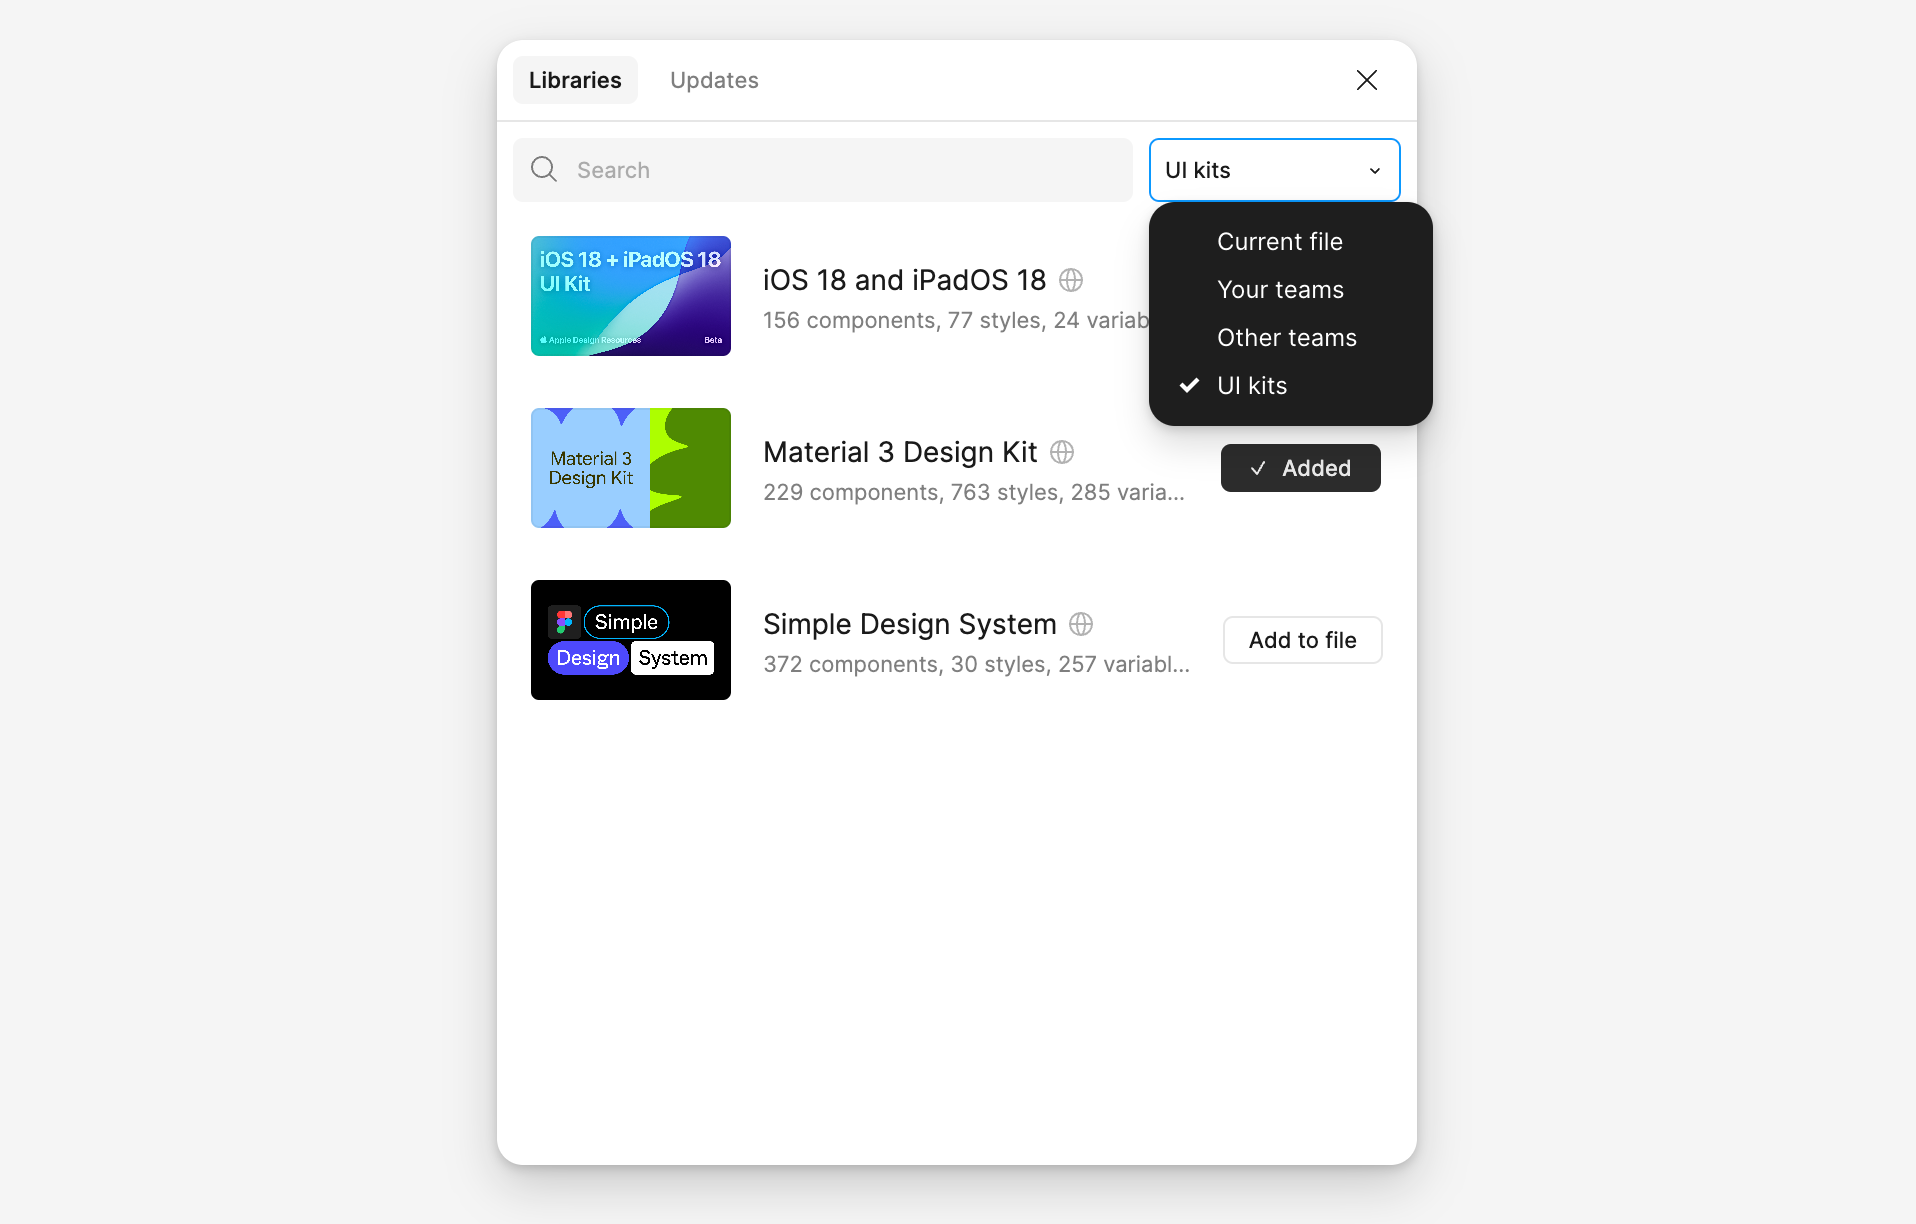 Libraries
Updates
Search
UI kits
Current file
Your teams
Other teams
UI kits
iOS 18 + iPadOS 18
UI Kit
Apple Design Resources
Beta
iOS 18 and iPadOS 18
156 components, 77 styles, 24 variab
Material 3
Design Kit
Material 3 Design Kit
229 components, 763 styles, 285 varia...
Added
Simple
Design System
Simple Design System
372 components, 30 styles, 257 variabl...
Add to file